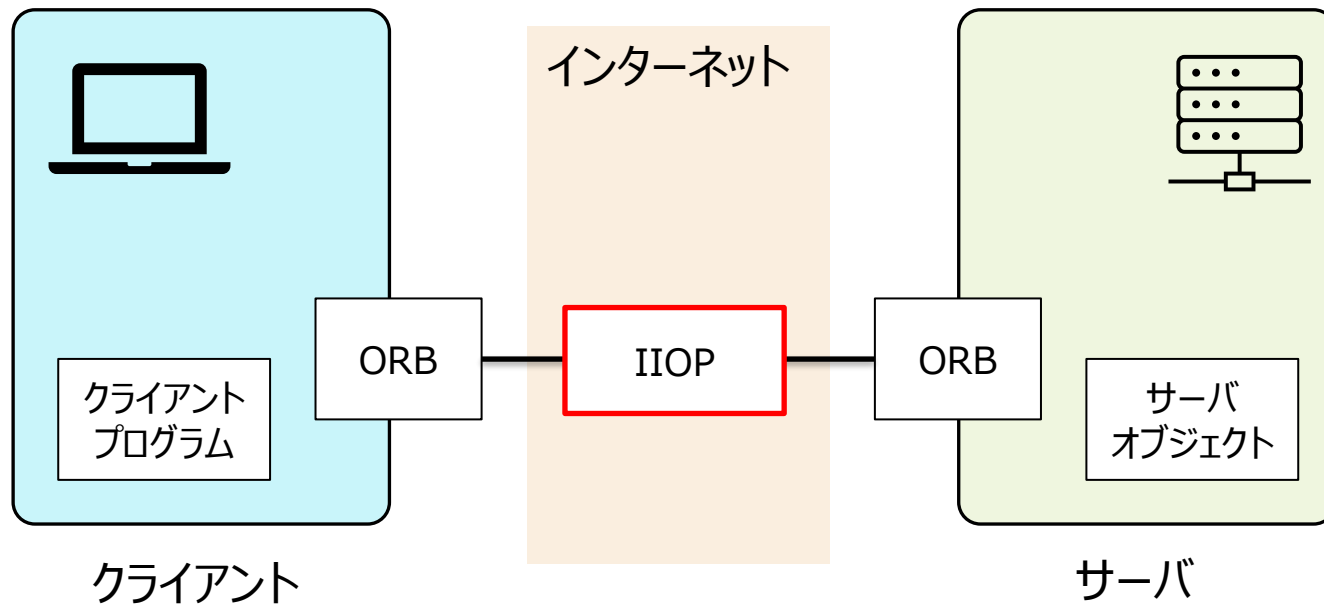 インターネット
ORB
IIOP
ORB
クライアント
プログラム
サーバ
オブジェクト
クライアント
サーバ